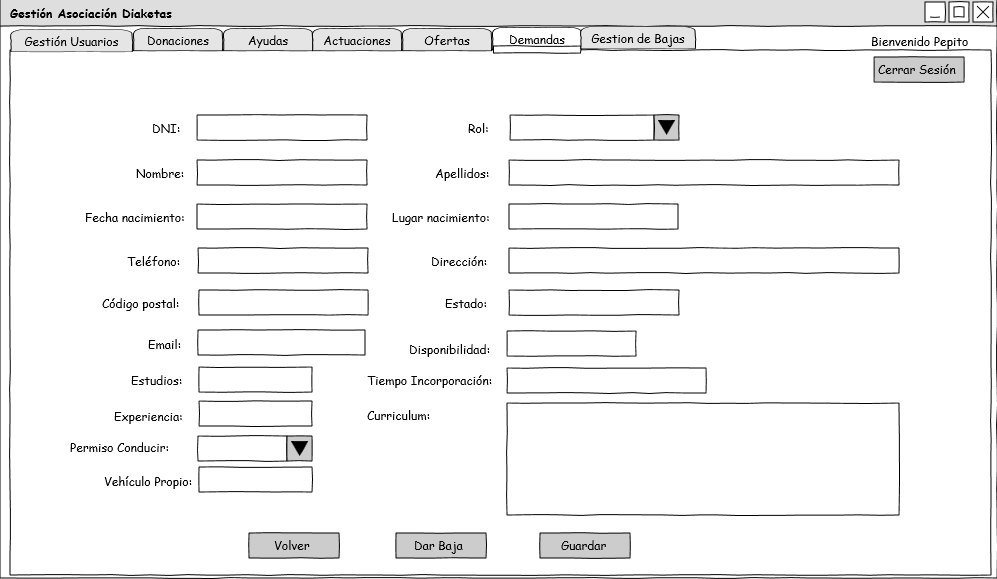 Gestión Asociación Diaketas
Gestión Usuarios Donaciones Ayudas Actuaciones Ofertas Demandas Gestion de Bajas Bienvenido Pepito
Cerrar Sesión
DNI: Rol:
Nombre: Apellidos:
Fecha nacimiento: Lugar nacimiento:
Teléfono: Dirección:
Código postal: Estado:
Email: Disponibilidad:
Estudios: Tiempo Incorporación:
Experiencia: Curriculum:
Permiso Conducir:
Vehículo Propio:
Volver Dar Baja Guardar